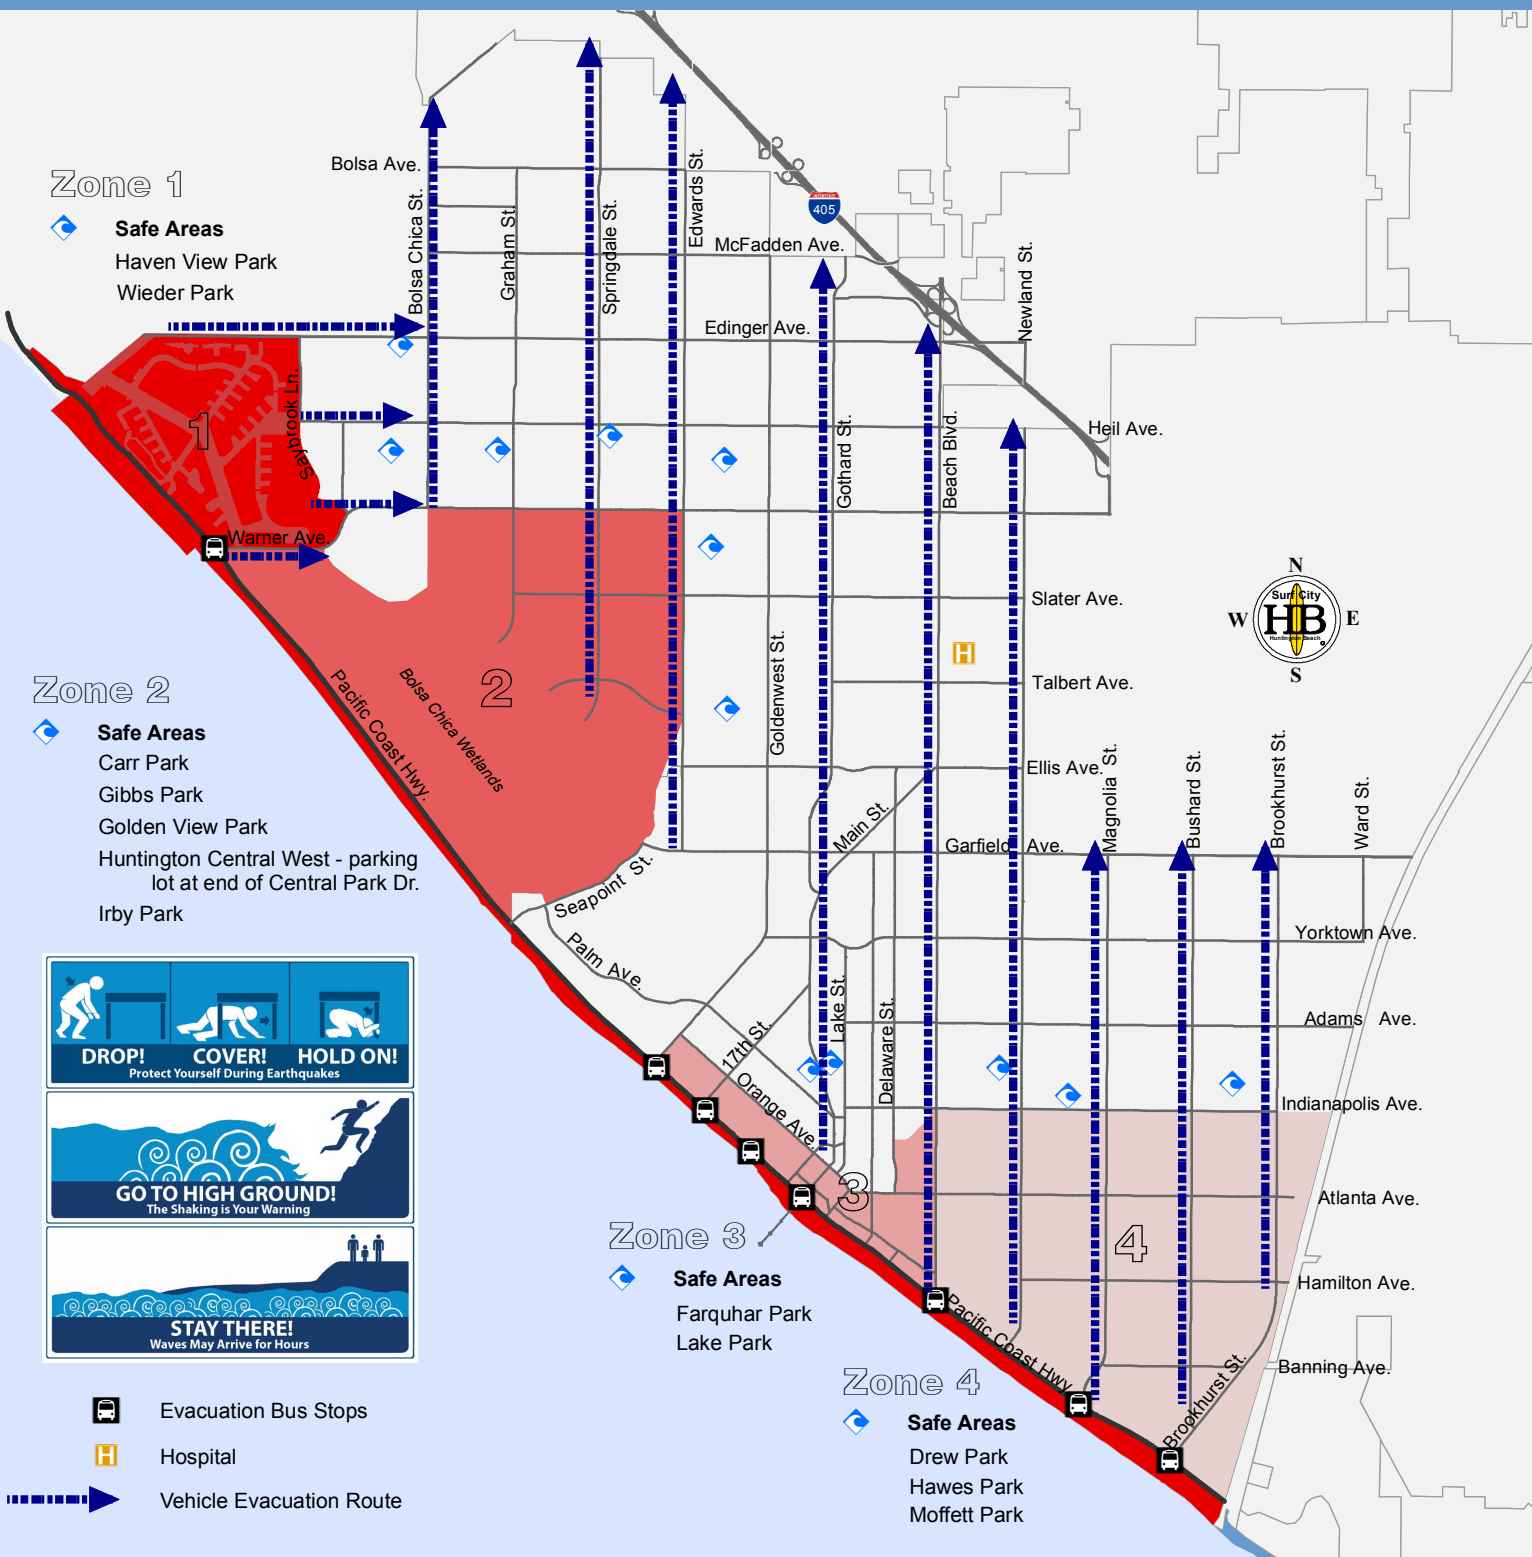 Zone 1
Safe Areas
Haven View Park
Wieder Park
Bolsa Ave.
Bolsa Chica St.
Graham St.
Springdale St.
Edwards St.
McFadden Ave.
405
Edinger Ave.
Newland St.
Saybrook Ln.
1
Heil Ave.
Gothard St.
Beach Blvd.
Warner Ave.
Slater Ave.
N
W
E
S
Surf City
HB
Huntington Beach
H
Talbert Ave.
Goldenwest St.
2
Bolsa Chica Wetlands
Pacific Coast Hwy.
Zone 2
Safe Areas
Carr Park
Gibbs Park
Golden View Park
Huntington Central West - parking
lot at end of Central Park Dr.
Irby Park
Ellis Ave.
Magnolia St.
Bushard St.
Brookhurst St.
Ward St.
Main St.
Garfield Ave.
Seapoint St.
Palm Ave.
Yorktown Ave.
Lake St.
Delaware St.
Adams Ave.
17th St.
Orange Ave.
Indianapolis Ave.
DROP! COVER! HOLD ON!
Protect Yourself During Earthquakes
GO TO HIGH GROUND!
The Shaking is Your Warning
STAY THERE!
Waves May Arrive for Hours
3
Atlanta Ave.
4
Hamilton Ave.
Pacific Coast Hwy.
Banning Ave.
Brookhurst St.
Zone 3
Safe Areas
Farquhar Park
Lake Park
Zone 4
Safe Areas
Drew Park
Hawes Park
Moffett Park
Evacuation Bus Stops
H
Hospital
Vehicle Evacuation Route